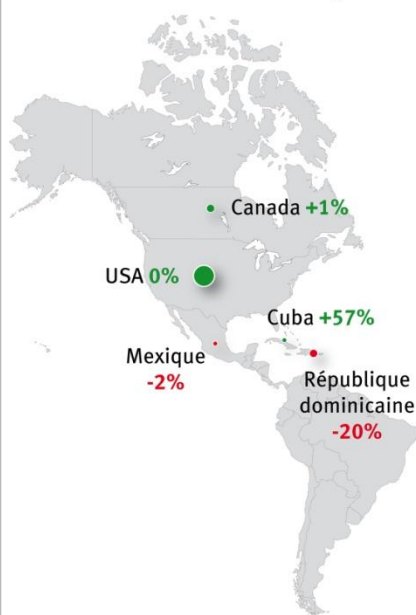 Canada +1%
USA 0%
Cuba +57%
Mexique
-2%
République
dominicaine
-20%